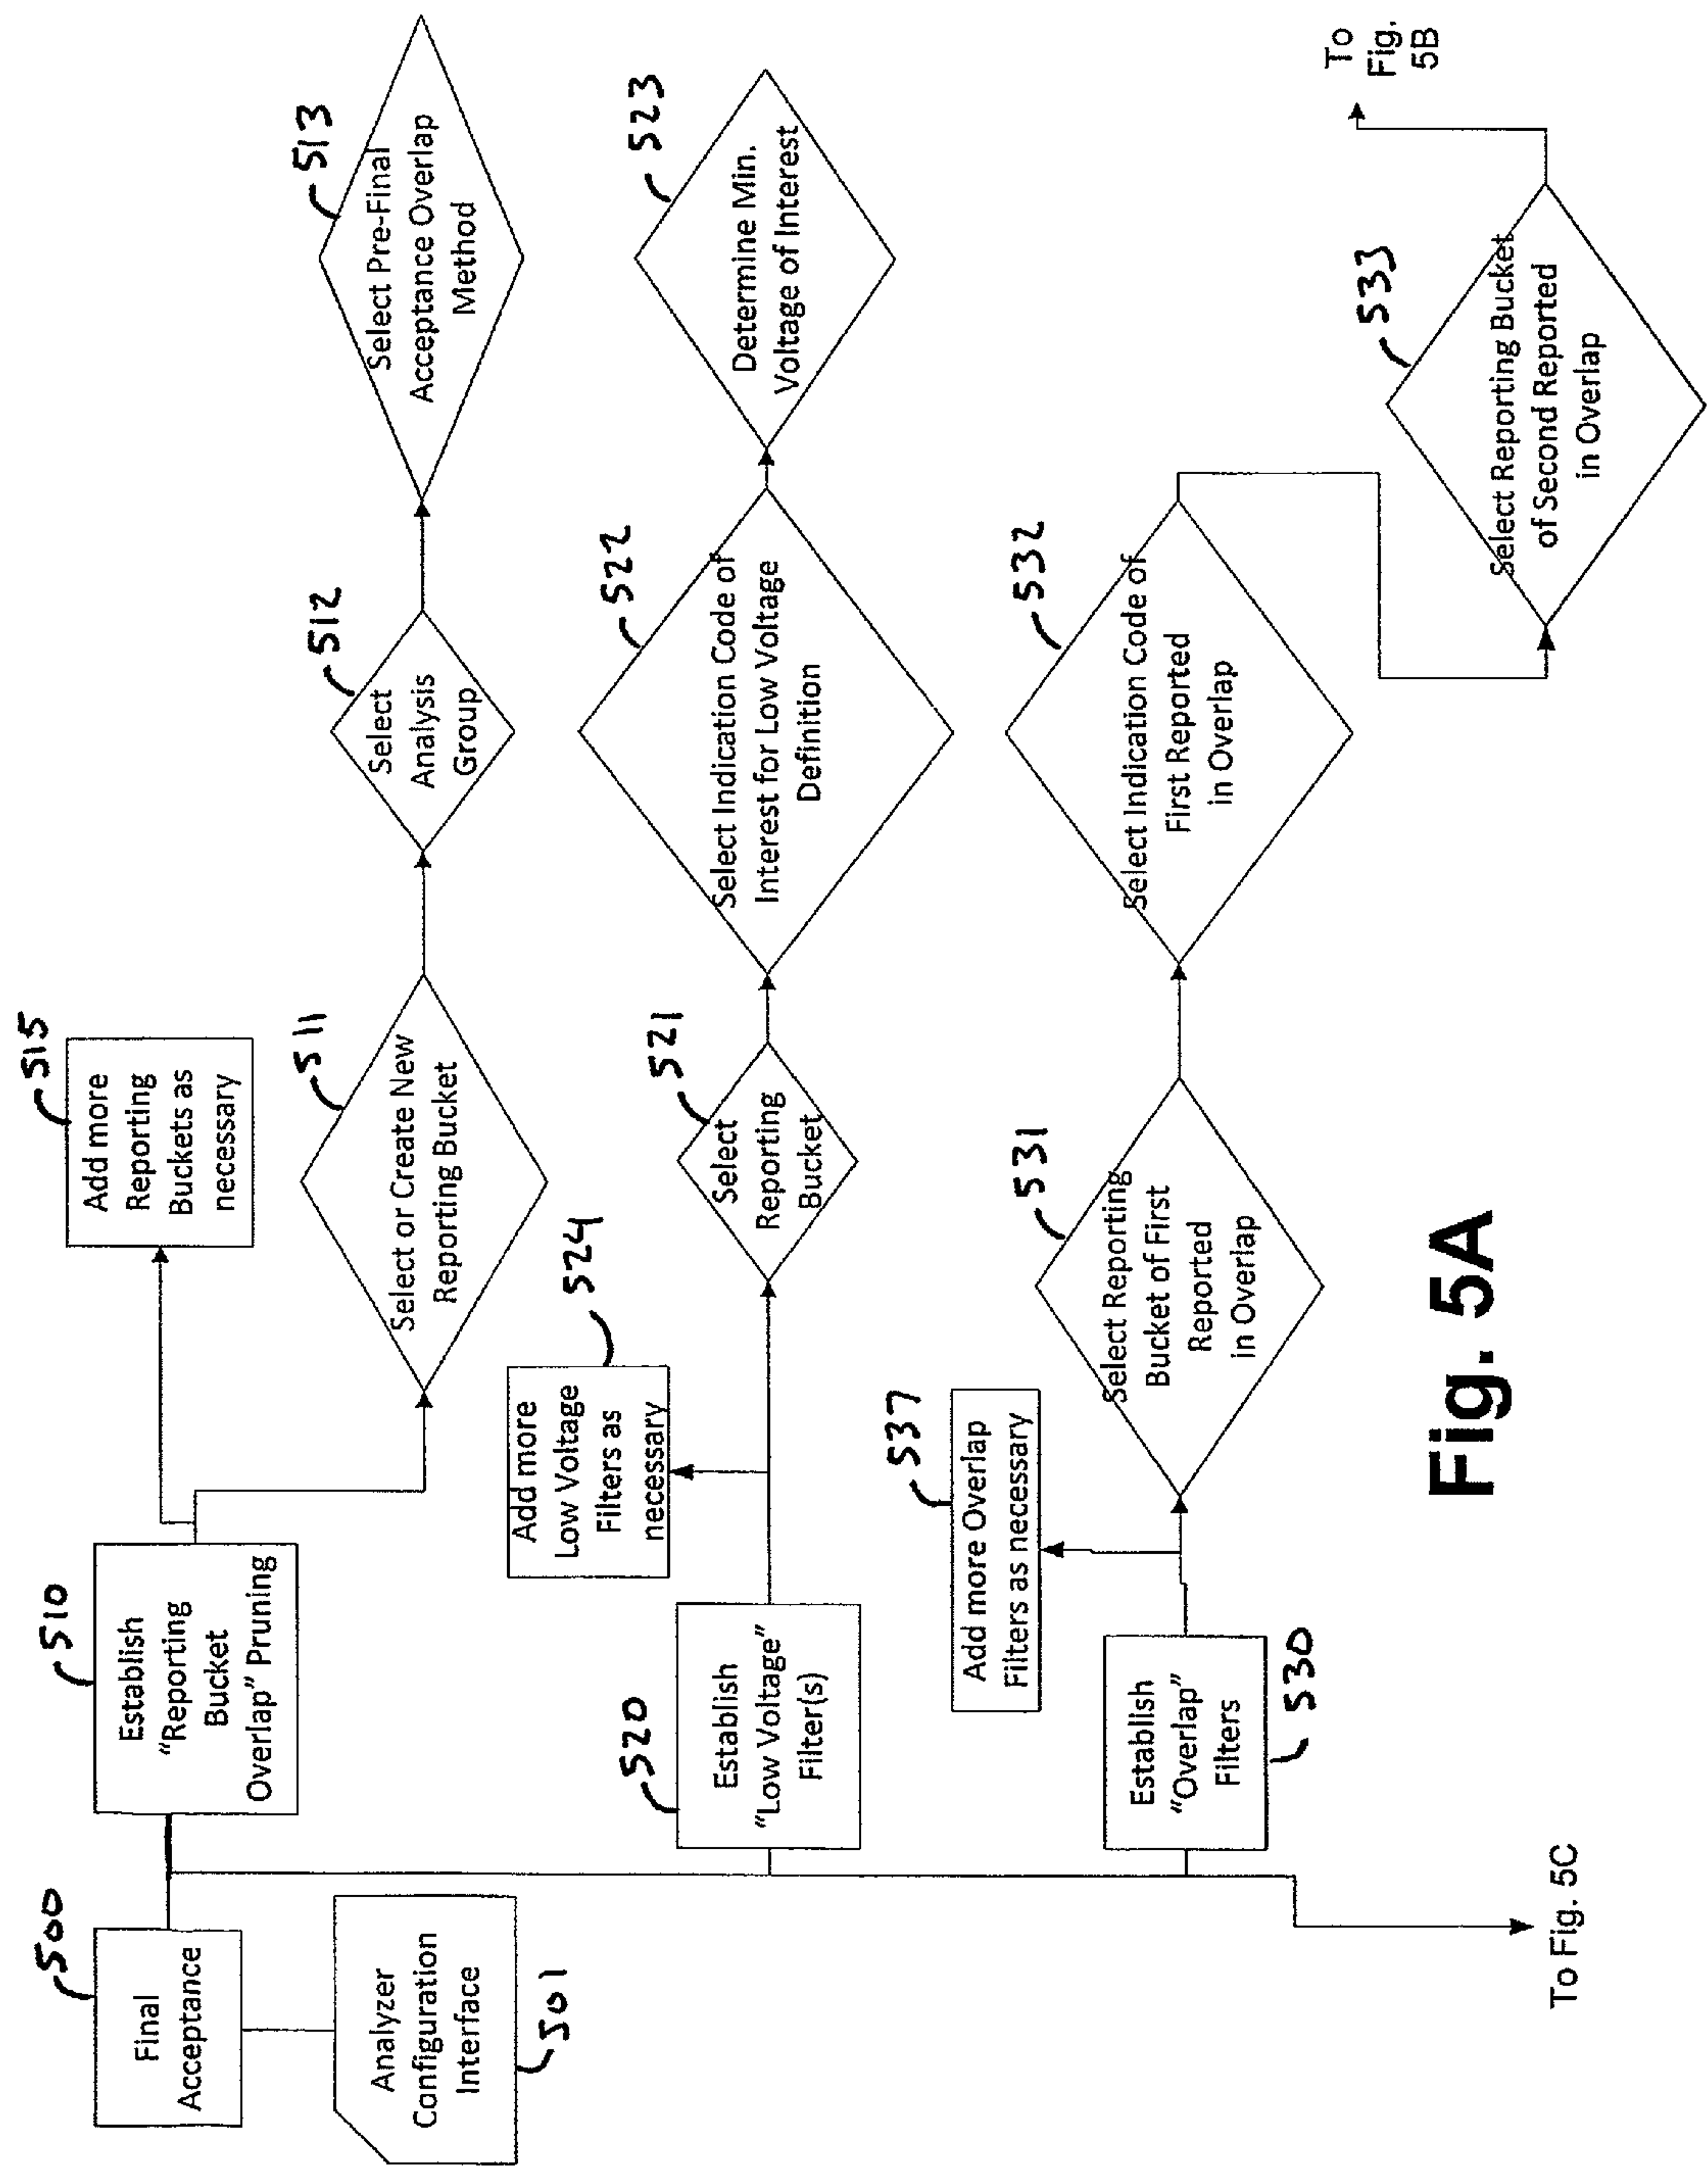 500
Final
Acceptance
Analyzer
Configuration
Interface
501
510
Establish
“Reporting
Bucket
Overlap” Pruning
515
Add more
Reporting
Buckets as
necessary
511
Select or Create New
Reporting Bucket
512
Select
Analysis
Group
513
Select Pre-Final
Acceptance Overlap
Method
520
Establish
“Low Voltage”
Filter(s)
524
Add more
Low Voltage
Filters as
necessary
521
Select
Reporting
Bucket
522
Select Indication Code of
Interest for Low Voltage
Definition
523
Determine Min.
Voltage of Interest
Establish
“Overlap”
Filters
530
537
Add more Overlap
Filters as necessary
531
Select Reporting
Bucket of First
Reported
in Overlap
532
Select Indication Code of
First Reported
in Overlap
533
Select Reporting Bucket
of Second Reported
in Overlap
To
Fig.
5B
To Fig. 5C
Fig. 5A